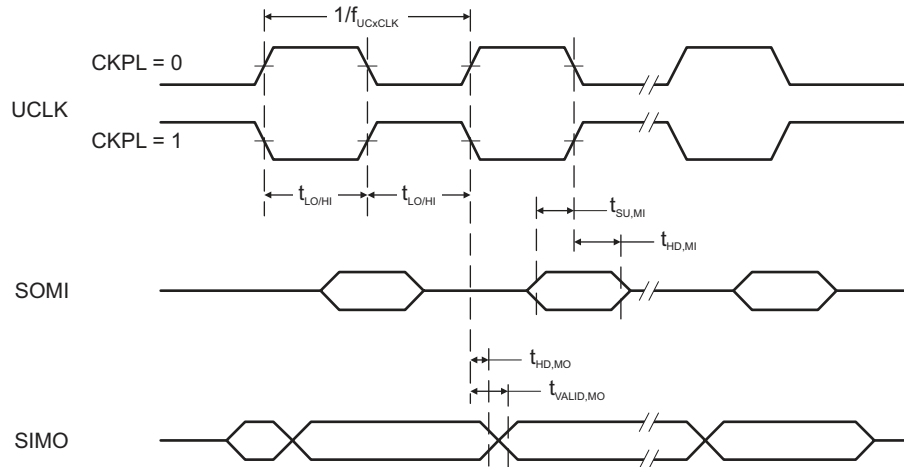 1/fUCxCLK
CKPL = 0
UCLK
CKPL = 1
tLO/HI tLO/HI
tSU,MI
tHD,MI
SOMI
tHD,MO
tVALID,MO
SIMO